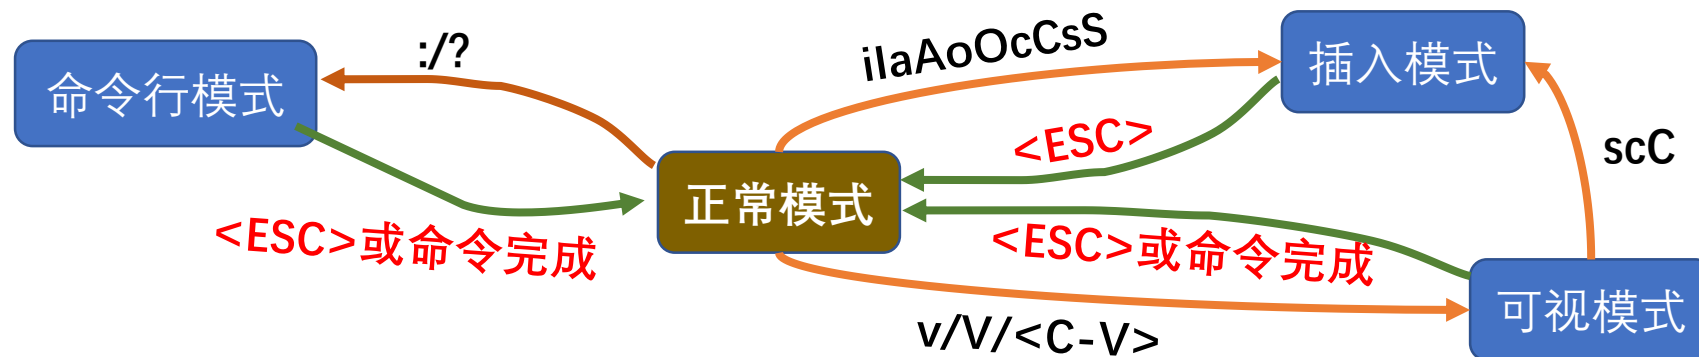 命令行模式
:/?
iIaAoOcCsS
插入模式
<ESC>
scC
正常模式
<ESC>或命令完成
<ESC>或命令完成
v/V/<C-V>
可视模式